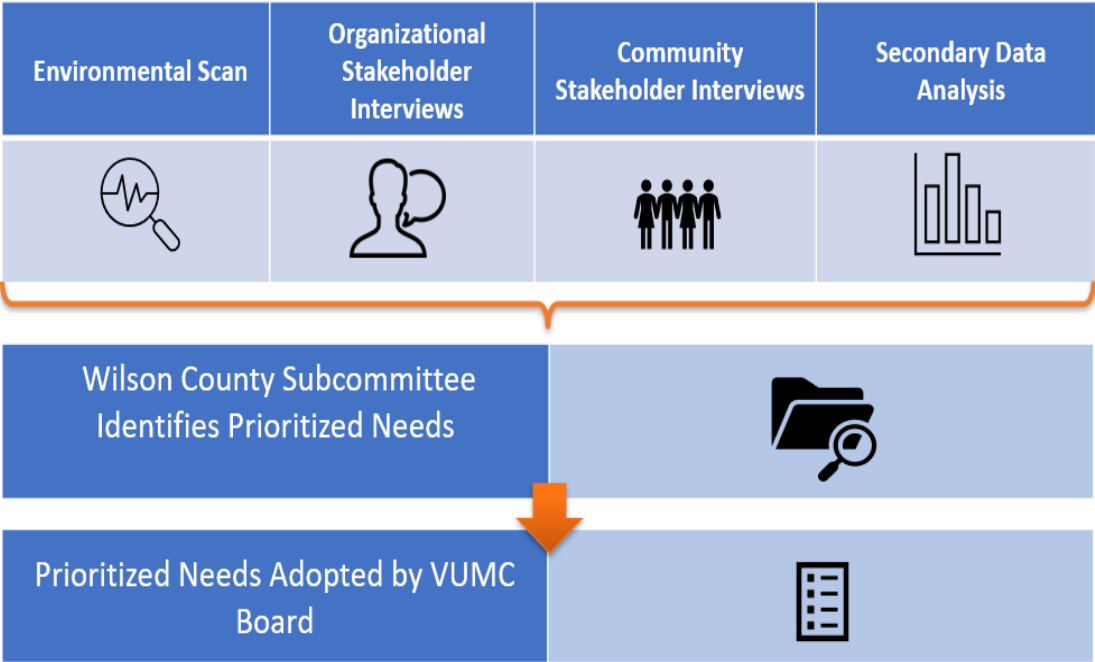 Environmental Scan
Organizational
Stakeholder
Interviews
Community
Stakeholder Interviews
Secondary Data
Analysis
Wilson County Subcommittee
Identifies Prioritized Needs
Prioritized Needs Adopted by VUMC
Board